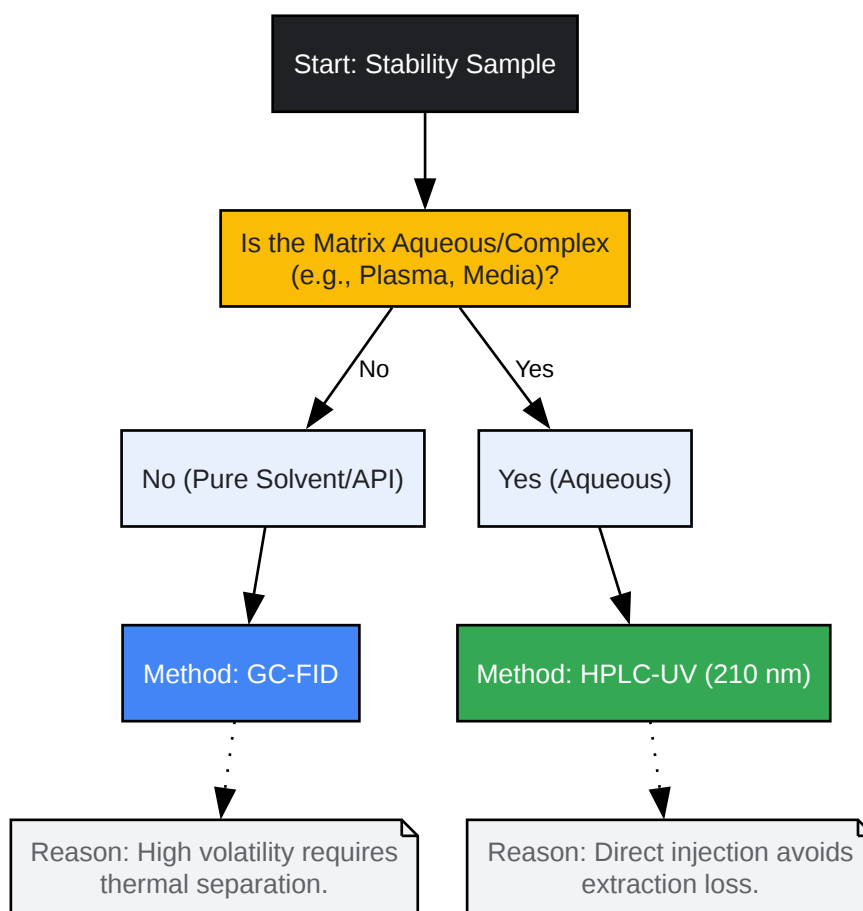 Start: Stability Sample
Is the Matrix Aqueous/Complex
(e.g., Plasma, Media)?
No
Yes
No (Pure Solvent/API)
Yes (Aqueous)
Method: GC-FID
Method: HPLC-UV (210 nm)
Reason: High volatility requires
thermal separation.
Reason: Direct injection avoids
extraction loss.